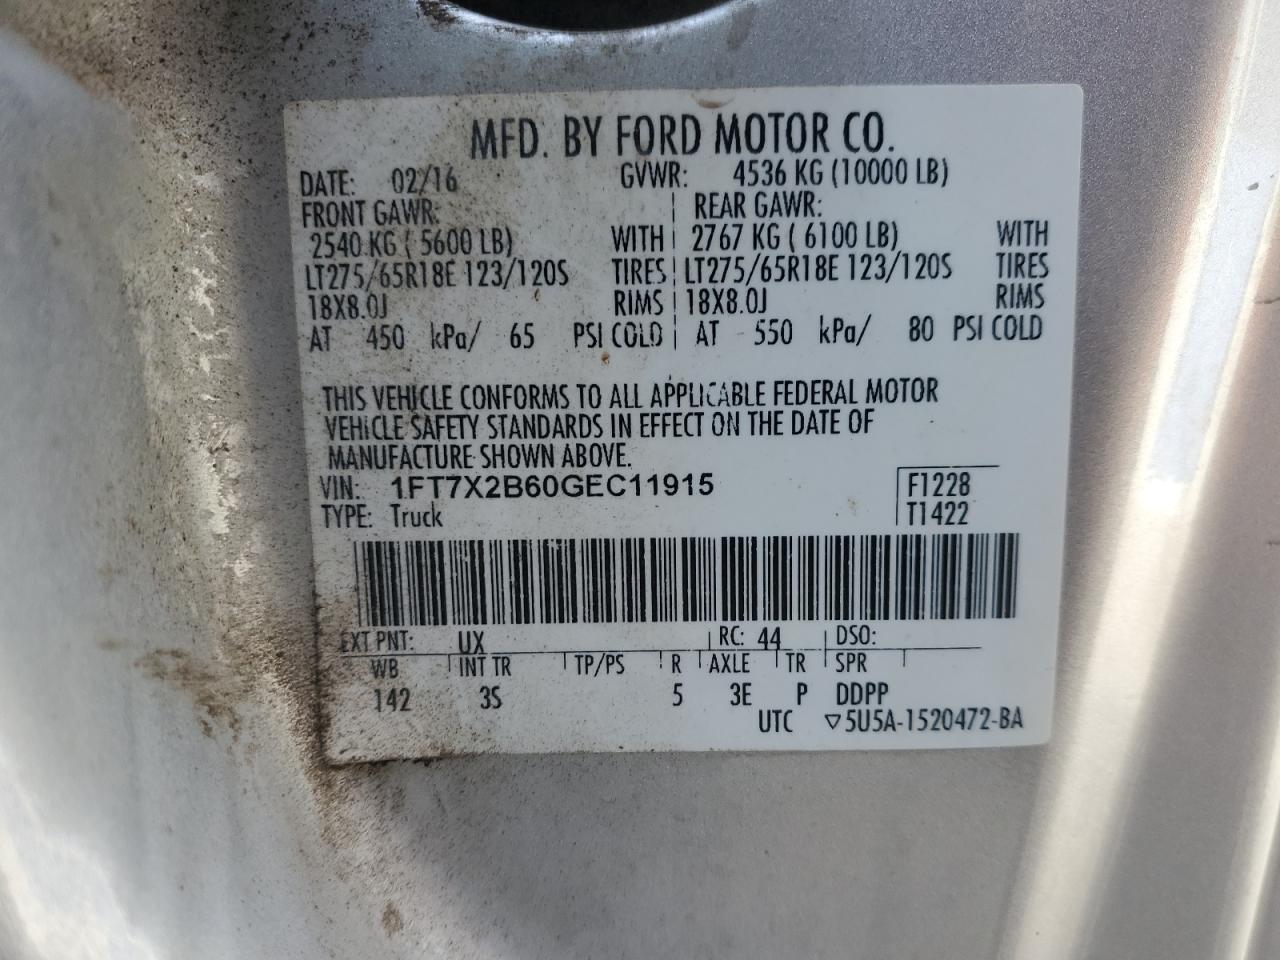 MFD. BY FORD MOTOR CO.
DATE: 02/16 GVWR: 4536 KG (10000 LB)
FRONT GAWR: REAR GAWR:
2540 KG ( 5600 LB) WITH 2767 KG ( 6100 LB) WITH
LT275/65R18E 123/120S TIRES LT275/65R18E 123/120S TIRES
18X8.0J RIMS 18X8.0J RIMS
AT 450 kPa/ 65 PSI COLD AT 550 kPa/ 80 PSI COLD
THIS VEHICLE CONFORMS TO ALL APPLICABLE FEDERAL MOTOR
VEHICLE SAFETY STANDARDS IN EFFECT ON THE DATE OF
MANUFACTURE SHOWN ABOVE.
VIN: 1FT7X2B60GEC11915 F1228
TYPE: Truck T1422
EXT PNT: UX RC: 44 DSO:
WB INT TR TP/PS R AXLE TR SPR
142 3S 5 3E P DDPP
UTC ▽5U5A-1520472-BA